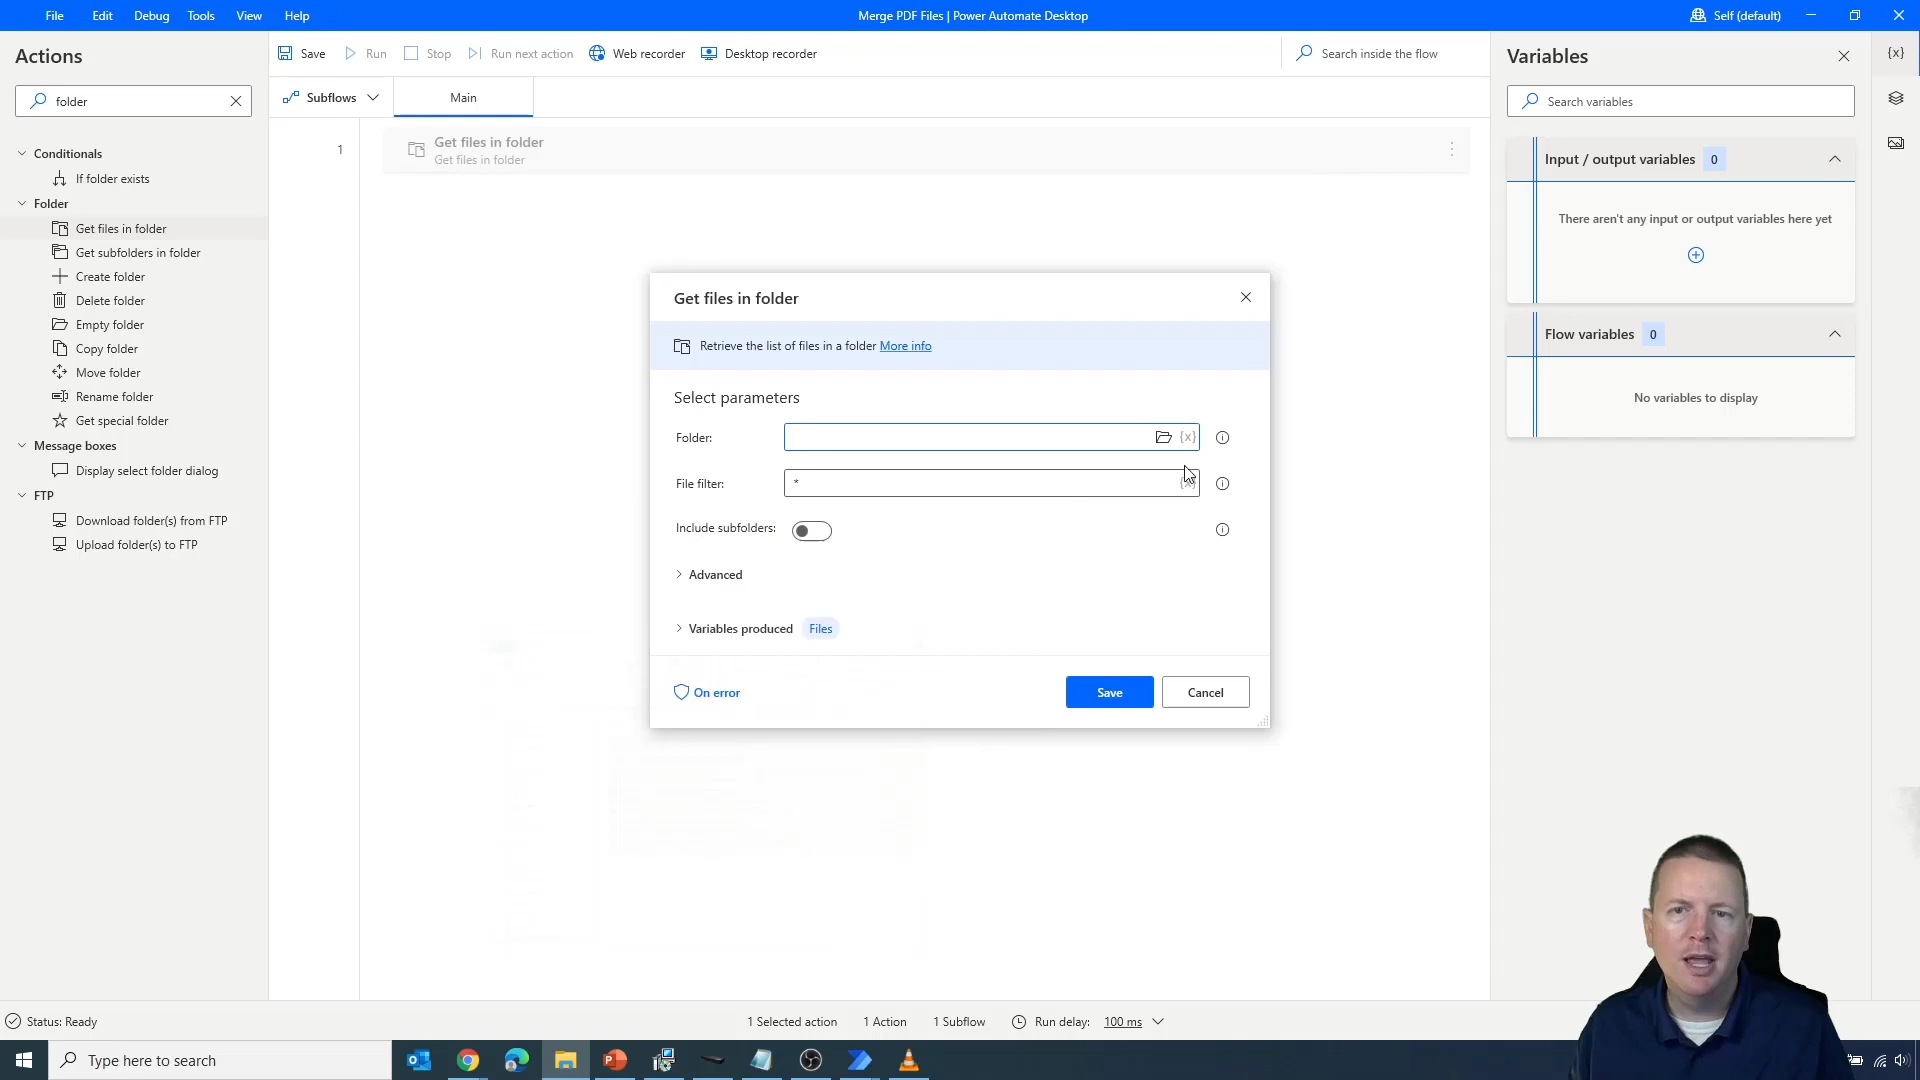 File Edit Debug Tools View Help
Merge PDF Files | Power Automate Desktop
Self (default)
Actions
folder
Conditionals
If folder exists
Folder
Get files in folder
Get subfolders in folder
Create folder
Delete folder
Empty folder
Copy folder
Move folder
Rename folder
Get special folder
Message boxes
Display select folder dialog
FTP
Download folder(s) from FTP
Upload folder(s) to FTP
Save Run Stop Run next action Web recorder Desktop recorder
Search inside the flow
Subflows Main
1
Get files in folder
Get files in folder
Get files in folder
Retrieve the list of files in a folder More info
Select parameters
Folder: {x}
File filter: * {x}
Include subfolders:
Advanced
Variables produced Files
On error
Save Cancel
Variables
{x}
Search variables
Input / output variables 0
There aren't any input or output variables here yet
Flow variables 0
No variables to display
Status: Ready
1 Selected action 1 Action 1 Subflow Run delay: 100 ms
Type here to search